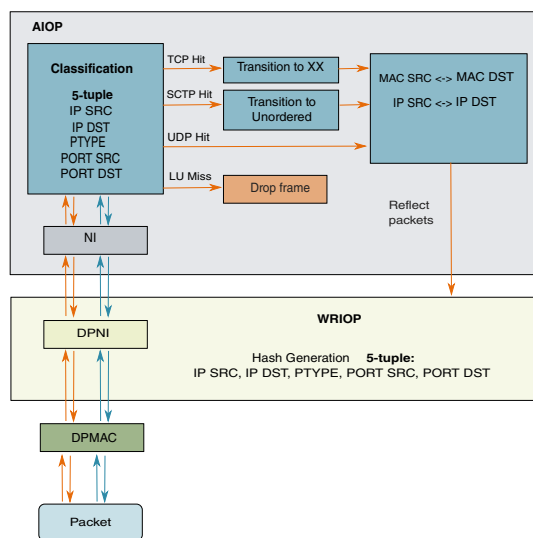 AIOP
Classification
5-tuple
IP SRC
IP DST
PTYPE
PORT SRC
PORT DST
TCP Hit
Transition to XX
SCTP Hit
Transition to
Unordered
UDP Hit
LU Miss
Drop frame
MAC SRC <-> MAC DST
IP SRC <-> IP DST
Reflect
packets
NI
WRIOP
DPNI
Hash Generation 5-tuple:
IP SRC, IP DST, PTYPE, PORT SRC, PORT DST
DPMAC
Packet